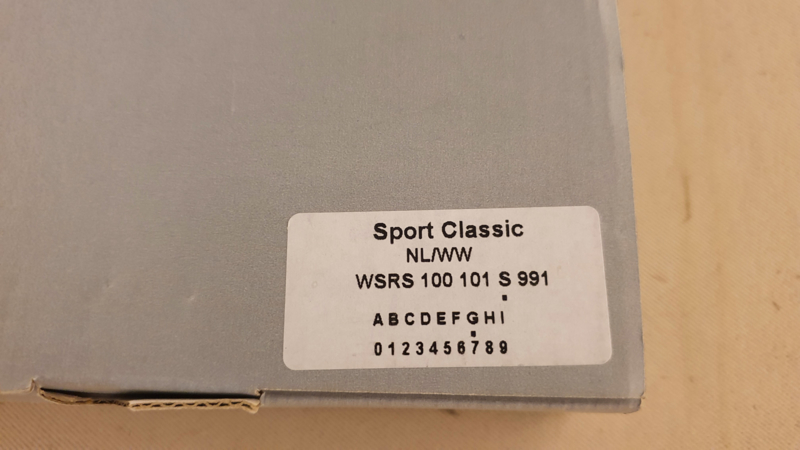 Sport Classic
NL/WW
WSRS 100 101 S 991
A B C D E F G H I
0 1 2 3 4 5 6 7 8 9